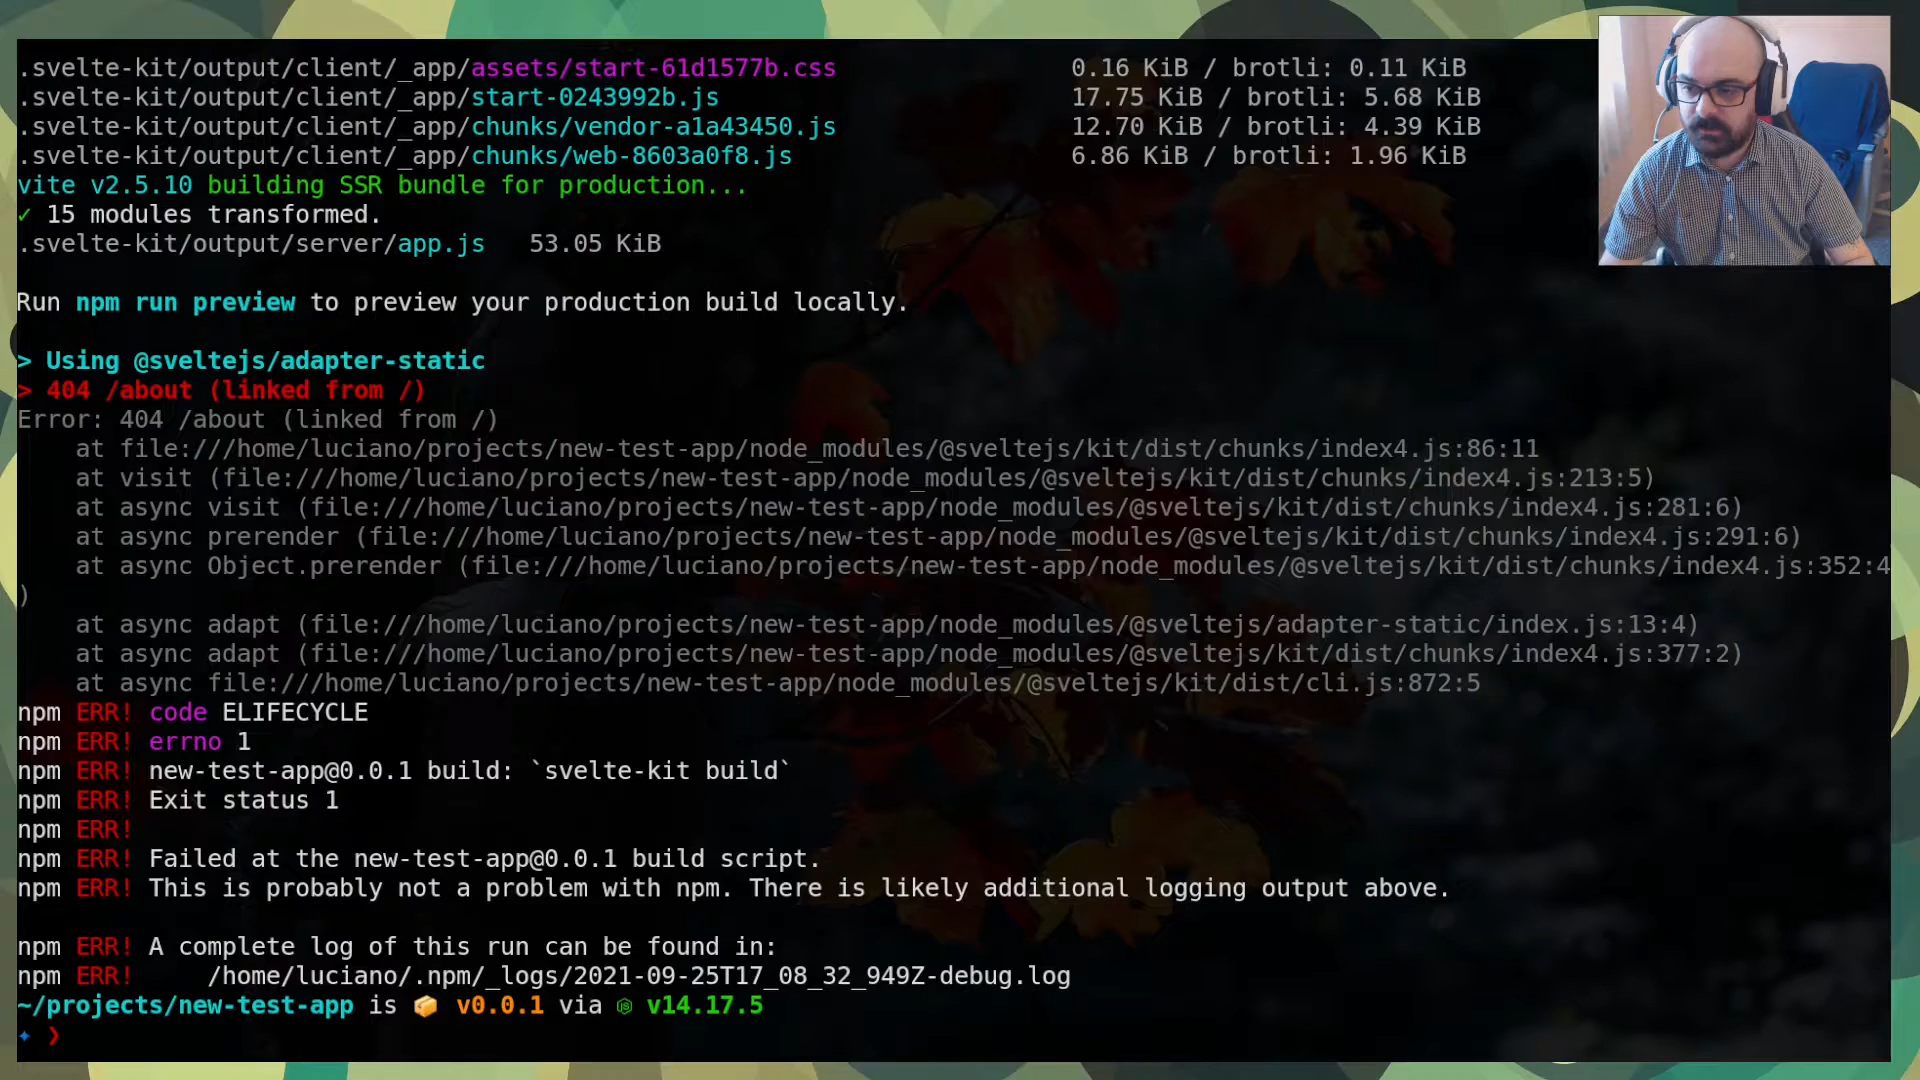 .svelte-kit/output/client/_app/assets/start-61d1577b.css 0.16 KiB / brotli: 0.11 KiB
.svelte-kit/output/client/_app/start-0243992b.js 17.75 KiB / brotli: 5.68 KiB
.svelte-kit/output/client/_app/chunks/vendor-a1a43450.js 12.70 KiB / brotli: 4.39 KiB
.svelte-kit/output/client/_app/chunks/web-8603a0f8.js 6.86 KiB / brotli: 1.96 KiB
vite v2.5.10 building SSR bundle for production...
✓ 15 modules transformed.
.svelte-kit/output/server/app.js 53.05 KiB
Run npm run preview to preview your production build locally.
> Using @sveltejs/adapter-static
> 404 /about (linked from /)
Error: 404 /about (linked from /)
at file:///home/luciano/projects/new-test-app/node_modules/@sveltejs/kit/dist/chunks/index4.js:86:11
at visit (file:///home/luciano/projects/new-test-app/node_modules/@sveltejs/kit/dist/chunks/index4.js:213:5)
at async visit (file:///home/luciano/projects/new-test-app/node_modules/@sveltejs/kit/dist/chunks/index4.js:281:6)
at async prerender (file:///home/luciano/projects/new-test-app/node_modules/@sveltejs/kit/dist/chunks/index4.js:291:6)
at async Object.prerender (file:///home/luciano/projects/new-test-app/node_modules/@sveltejs/kit/dist/chunks/index4.js:352:4
)
at async adapt (file:///home/luciano/projects/new-test-app/node_modules/@sveltejs/adapter-static/index.js:13:4)
at async adapt (file:///home/luciano/projects/new-test-app/node_modules/@sveltejs/kit/dist/chunks/index4.js:377:2)
at async file:///home/luciano/projects/new-test-app/node_modules/@sveltejs/kit/dist/cli.js:872:5
npm ERR! code ELIFECYCLE
npm ERR! errno 1
npm ERR! new-test-app@0.0.1 build: `svelte-kit build`
npm ERR! Exit status 1
npm ERR!
npm ERR! Failed at the new-test-app@0.0.1 build script.
npm ERR! This is probably not a problem with npm. There is likely additional logging output above.
npm ERR! A complete log of this run can be found in:
npm ERR! /home/luciano/.npm/_logs/2021-09-25T17_08_32_949Z-debug.log
~/projects/new-test-app is 📦 v0.0.1 via v14.17.5
✦ ❯